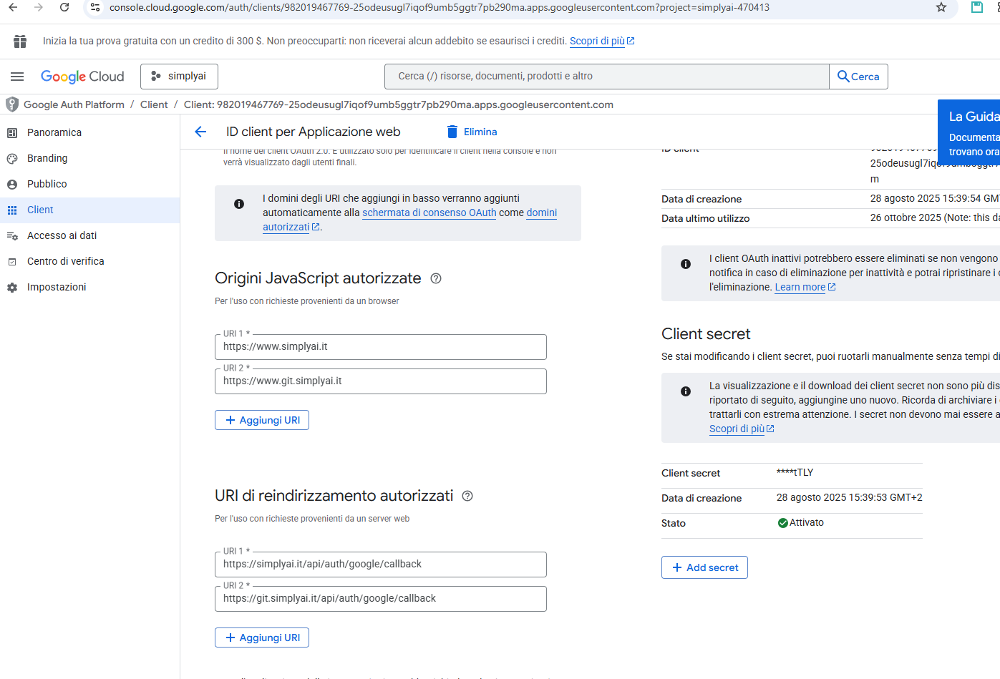 console.cloud.google.com/auth/clients/982019467769-25odeusugl7iqof9umb5ggtr7pb290ma.apps.googleusercontent.com?project=simplyai-470413
Inizia la tua prova gratuita con un credito di 300 $. Non preoccuparti: non riceverai alcun addebito se esaurisci i crediti. Scopri di più
Google Cloud
simplyai
Cerca (/) risorse, documenti, prodotti e altro
Cerca
Google Auth Platform / Client / Client: 982019467769-25odeusugl7iqof9umb5ggtr7pb290ma.apps.googleusercontent.com
La Guida
Documenta
trovano ora
Panoramica
Branding
Pubblico
Client
Accesso ai dati
Centro di verifica
Impostazioni
ID client per Applicazione web
Elimina
Il nome del client OAuth 2.0. È utilizzato solo per identificare il client nella console e non
verrà visualizzato dagli utenti finali.
I domini degli URI che aggiungi in basso verranno aggiunti
automaticamente alla schermata di consenso OAuth come domini
autorizzati.
Origini JavaScript autorizzate
Per l'uso con richieste provenienti da un browser
URI 1 *
https://www.simplyai.it
URI 2 *
https://www.git.simplyai.it
Aggiungi URI
URI di reindirizzamento autorizzati
Per l'uso con richieste provenienti da un server web
URI 1 *
https://simplyai.it/api/auth/google/callback
URI 2 *
https://git.simplyai.it/api/auth/google/callback
Aggiungi URI
ID client
m
Data di creazione
28 agosto 2025 15:39:54 GM
Data ultimo utilizzo
26 ottobre 2025 (Note: this da
I client OAuth inattivi potrebbero essere eliminati se non vengono
notifica in caso di eliminazione per inattività e potrai ripristinare i c
l'eliminazione. Learn more
Client secret
Se stai modificando i client secret, puoi ruotarli manualmente senza tempi di
La visualizzazione e il download dei client secret non sono più dis
riportato di seguito, aggiungine uno nuovo. Ricorda di archiviare i
trattarli con estrema attenzione. I secret non devono mai essere a
Scopri di più
Client secret
****tTLY
Data di creazione
28 agosto 2025 15:39:53 GMT+2
Stato
Attivato
Add secret